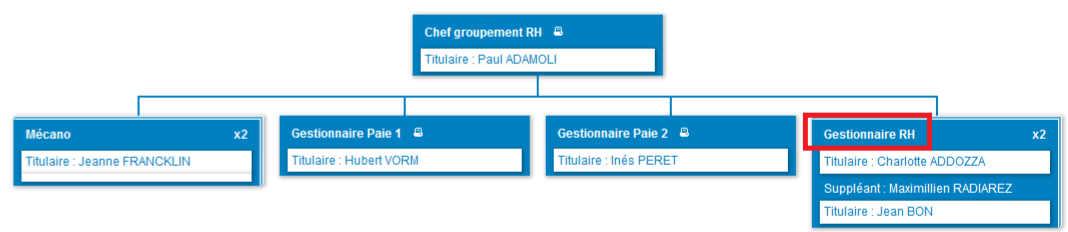 Chef groupement RH
Titulaire : Paul ADAMOLI
Mécano x2
Titulaire : Jeanne FRANCKLIN
Gestionnaire Paie 1
Titulaire : Hubert VORM
Gestionnaire Paie 2
Titulaire : Inés PERET
Gestionnaire RH x2
Titulaire : Charlotte ADDOZZA
Suppléant : Maximillien RADIAREZ
Titulaire : Jean BON